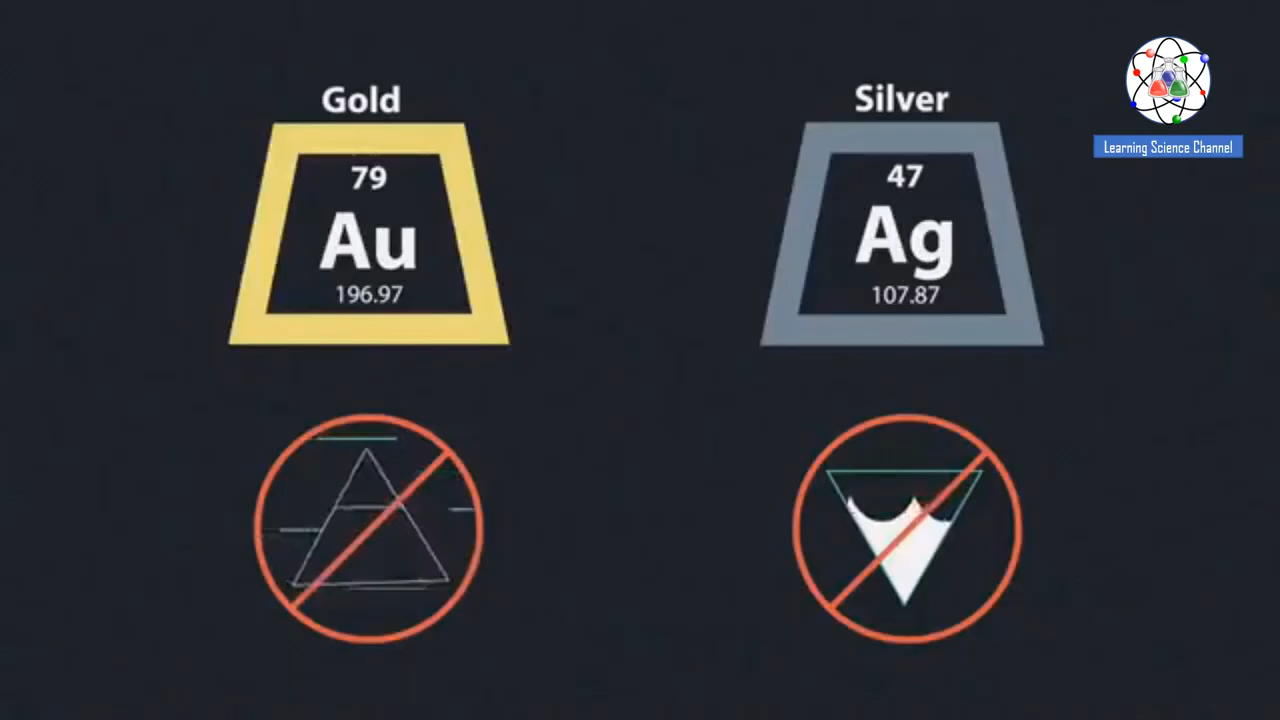 Gold
79
Au
196.97
Silver
47
Ag
107.87
Learning Science Channel